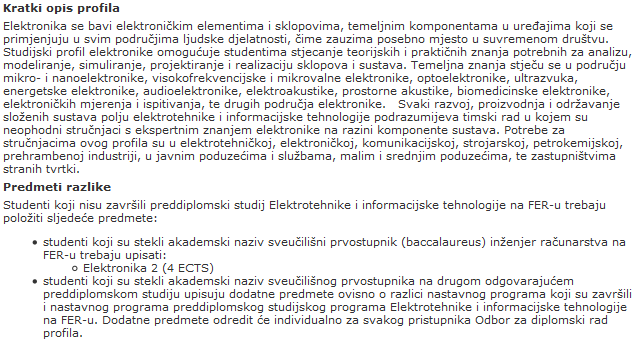 Kratki opis profila
Elektronika se bavi elektroničkim elementima i sklopovima, temeljnim komponentama u uređajima koji se
primjenjuju u svim područjima ljudske djelatnosti, čime zauzima posebno mjesto u suvremenom društvu.
Studijski profil elektronike omogućuje studentima stjecanje teorijskih i praktičnih znanja potrebnih za analizu,
modeliranje, simuliranje, projektiranje i realizaciju sklopova i sustava. Temeljna znanja stječu se u području
mikro- i nanoelektronike, visokofrekvencijske i mikrovalne elektronike, optoelektronike, ultrazvuka,
energetske elektronike, audioelektronike, elektroakustike, prostorne akustike, biomedicinske elektronike,
elektroničkih mjerenja i ispitivanja, te drugih područja elektronike.   Svaki razvoj, proizvodnja i održavanje
složenih sustava polju elektrotehnike i informacijske tehnologije podrazumijeva timski rad u kojem su
neophodni stručnjaci s ekspertnim znanjem elektronike na razini komponente sustava. Potrebe za
stručnjacima ovog profila su u elektrotehničkoj, elektroničkoj, komunikacijskoj, strojarskoj, petrokemijskoj,
prehrambenoj industriji, u javnim poduzećima i službama, malim i srednjim poduzećima, te zastupništvima
stranih tvrtki.
Predmeti razlike
Studenti koji nisu završili preddiplomski studij Elektrotehnike i informacijske tehnologije na FER-u trebaju
položiti sljedeće predmete:
• studenti koji su stekli akademski naziv sveučilišni prvostupnik (baccalaureus) inženjer računarstva na
FER-u trebaju upisati:
○ Elektronika 2 (4 ECTS)
• studenti koji su stekli akademski naziv sveučilišnog prvostupnika na drugom odgovarajućem
preddiplomskom studiju upisuju dodatne predmete ovisno o razlici nastavnog programa koji su završili
i nastavnog programa preddiplomskog studijskog programa Elektrotehnike i informacijske tehnologije
na FER-u. Dodatne predmete odredit će individualno za svakog pristupnika Odbor za diplomski rad
profila.